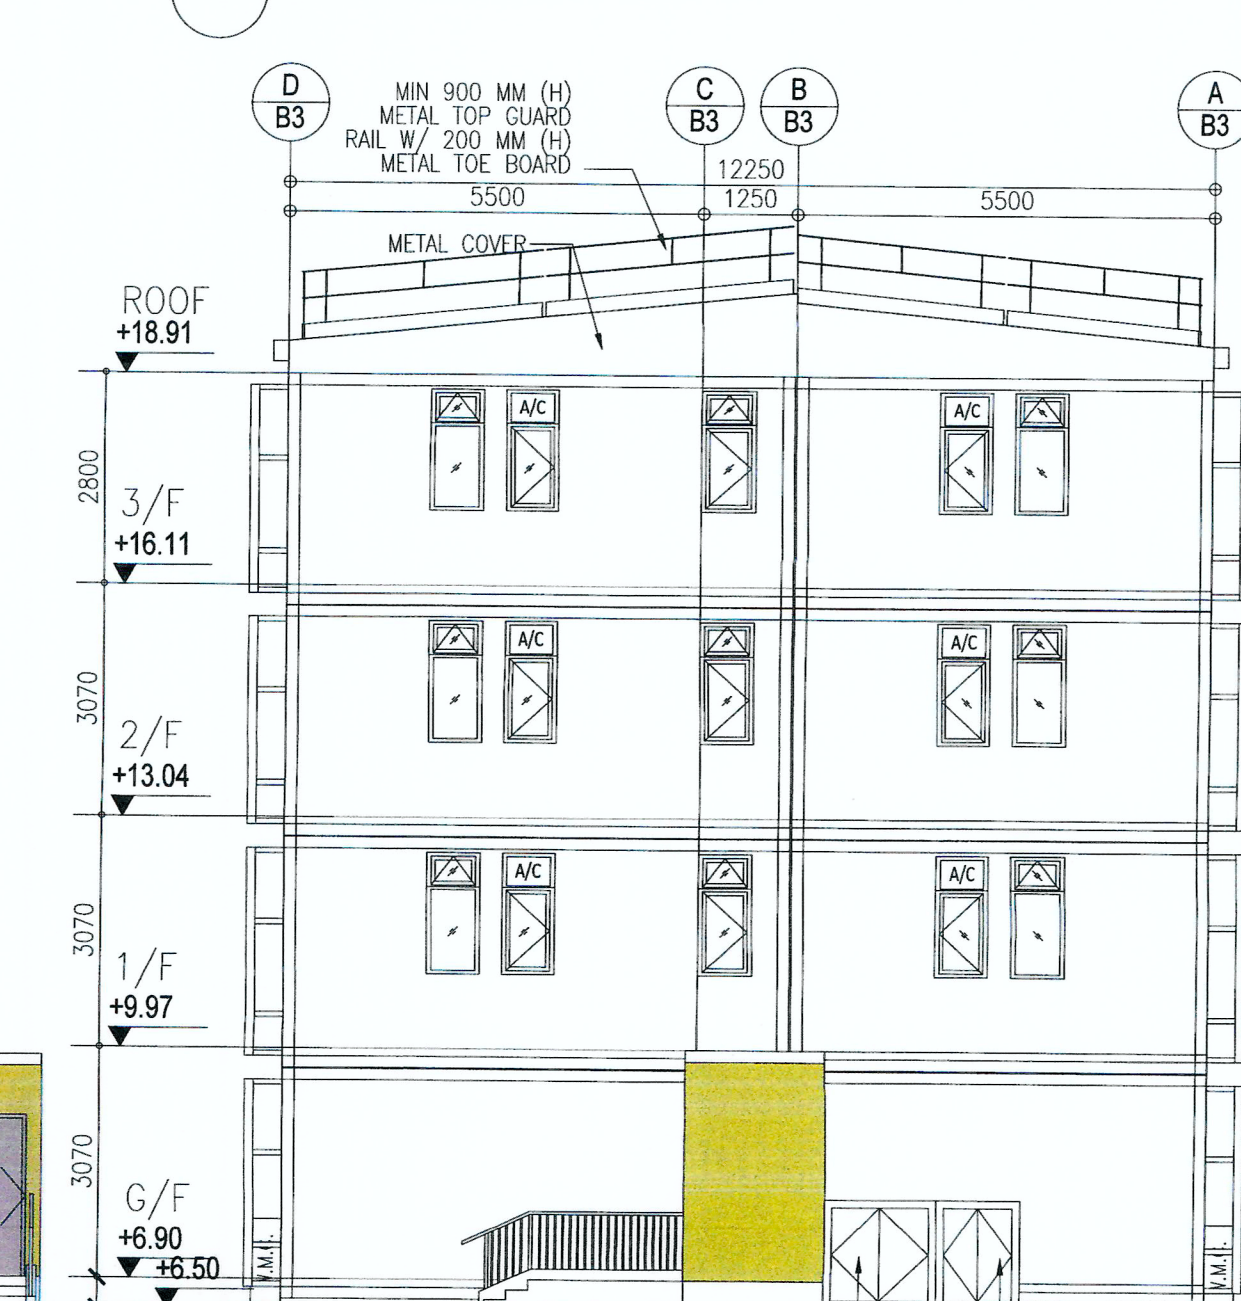 D
B3
MIN 900 MM (H)
METAL TOP GUARD
RAIL W/ 200 MM (H)
METAL TOE BOARD
C
B3
B
B3
A
B3
12250
5500
1250
5500
METAL COVER
ROOF
+18.91
A/C
A/C
2800
3/F
+16.11
A/C
A/C
3070
2/F
+13.04
A/C
A/C
3070
1/F
+9.97
3070
G/F
+6.90
+6.50